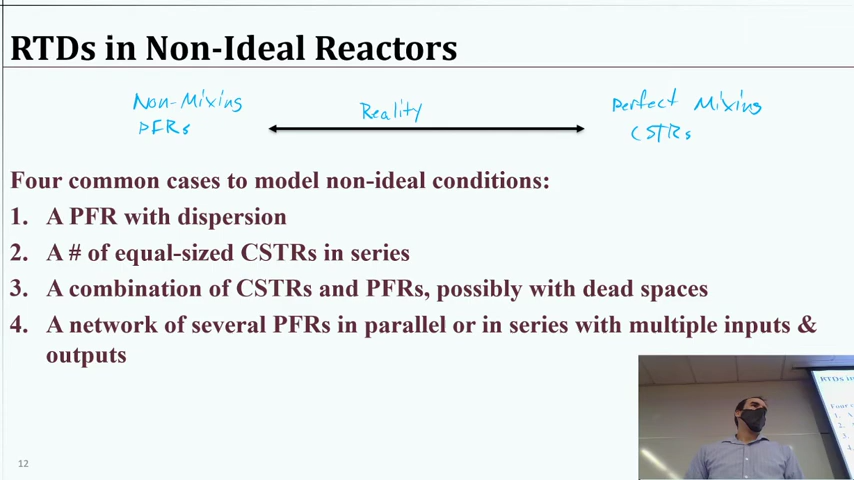 RTDs in Non-Ideal Reactors
Non-Mixing
PFRs
Reality
perfect Mixing
CSTRs
Four common cases to model non-ideal conditions:
1. A PFR with dispersion
2. A # of equal-sized CSTRs in series
3. A combination of CSTRs and PFRs, possibly with dead spaces
4. A network of several PFRs in parallel or in series with multiple inputs &
outputs
12
RTDs in